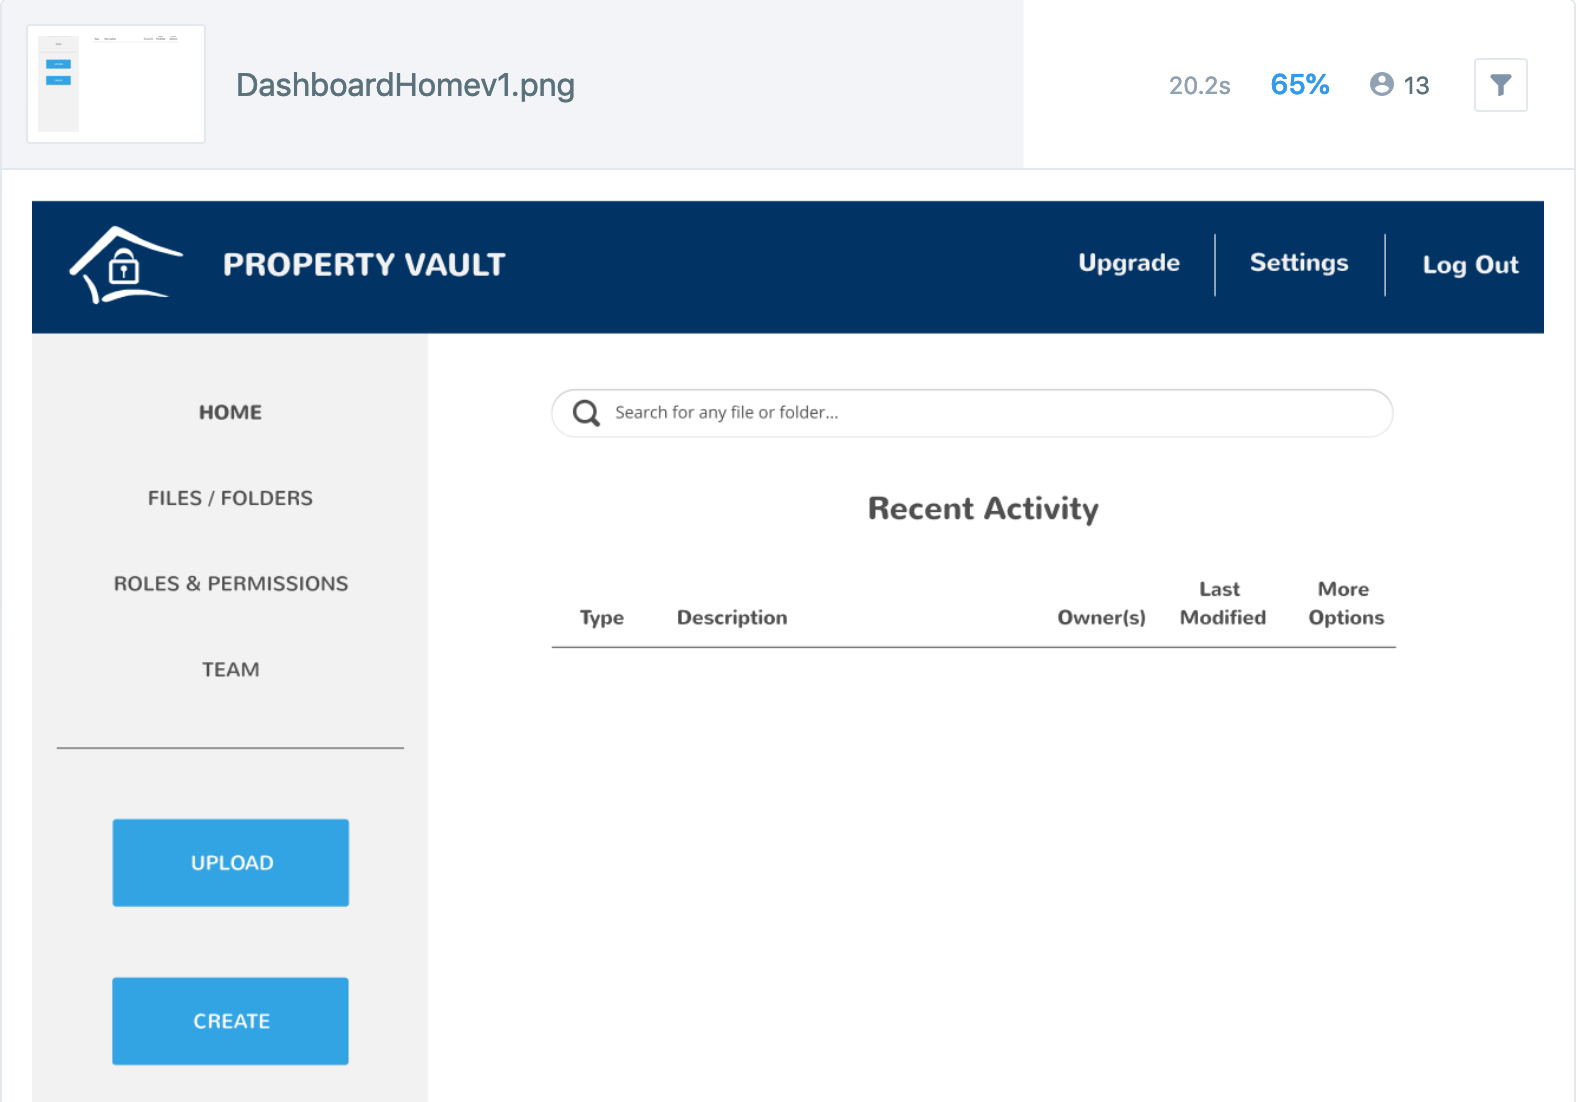 DashboardHomev1.png
20.2s 65% 13
PROPERTY VAULT
Upgrade Settings Log Out
HOME
FILES / FOLDERS
ROLES & PERMISSIONS
TEAM
UPLOAD
CREATE
Search for any file or folder...
Recent Activity
Type Description Owner(s) Last Modified More Options